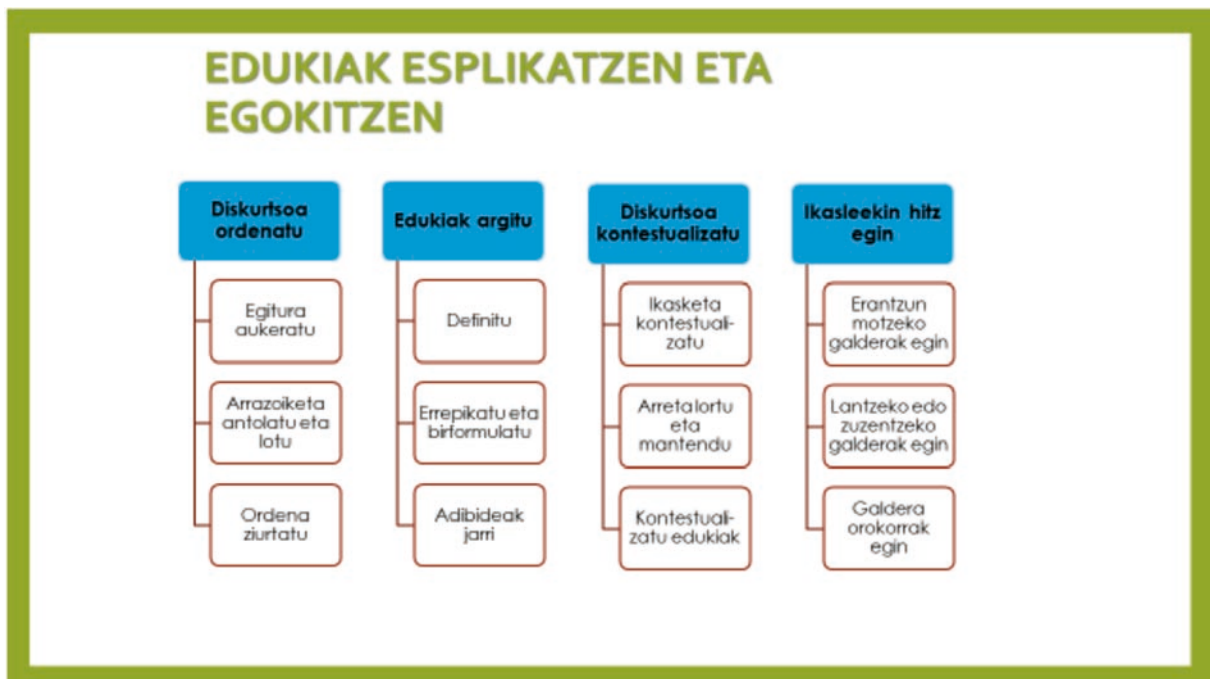 EDUKIAK ESPLIKATZEN ETA
EGOKITZEN
Diskurtsoa
ordenatu
Egitura
aukeratu
Arrazoiketa
antolatu eta
lotu
Ordena
ziurtatu
Edukiak argitu
Definitu
Errepikatu eta
birformulatu
Adibideak
jarri
Diskurtsoa
kontestualizatu
Ikasketa
kontestuali-
zatu
Arreta lortu
eta
mantendu
Kontestuali-
zatu edukiak
Ikasleekin hitz
egin
Erantzun
motzeko
galderak egin
Lantzeko edo
zuzentzeko
galderak egin
Galdera
orokorrak
egin